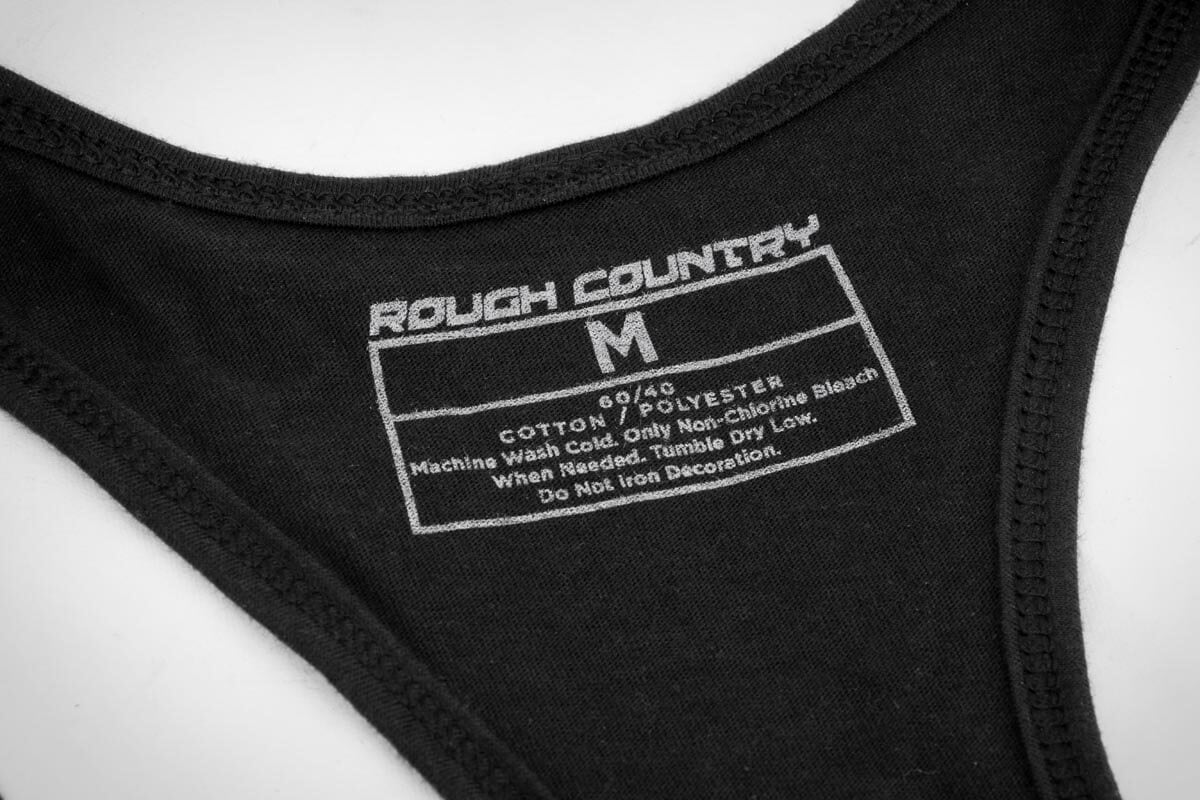 ROUGH COUNTRY
M
60/40
COTTON / POLYESTER
Machine Wash Cold. Only Non-Chlorine Bleach
When Needed. Tumble Dry Low.
Do Not Iron Decoration.